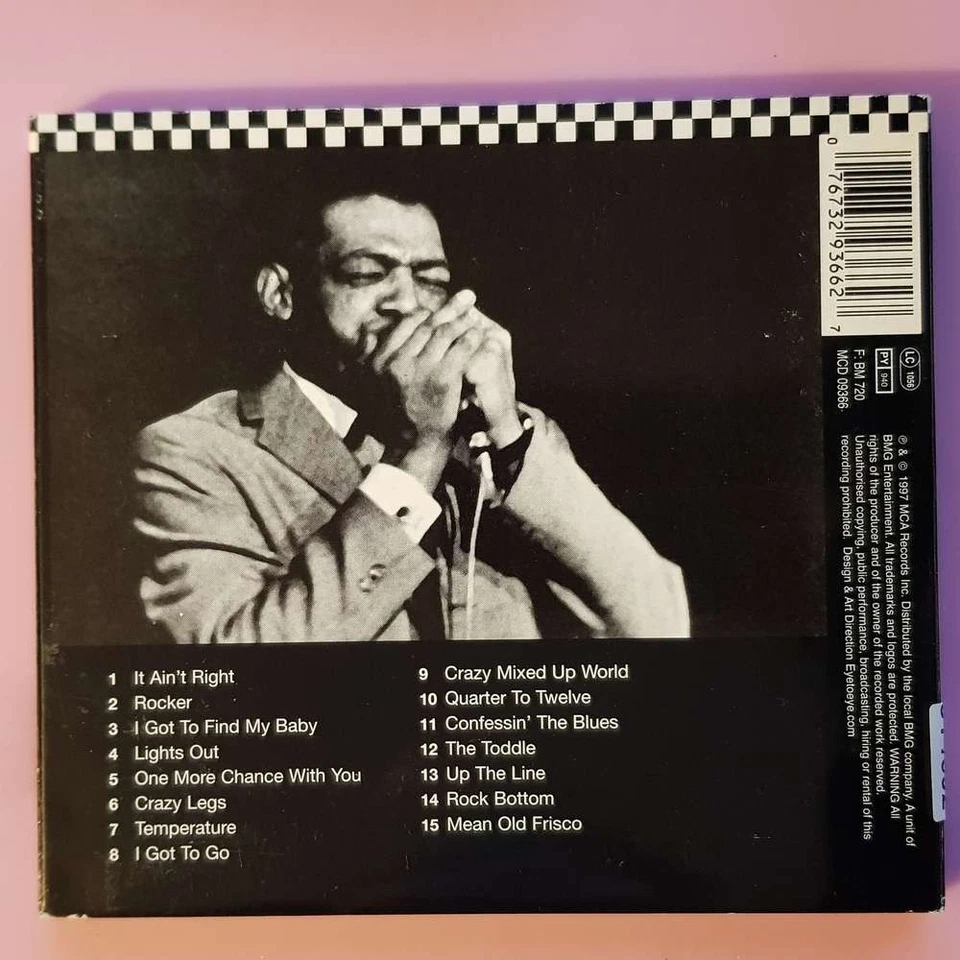 1 It Ain't Right
2 Rocker
3 I Got To Find My Baby
4 Lights Out
5 One More Chance With You
6 Crazy Legs
7 Temperature
8 I Got To Go
9 Crazy Mixed Up World
10 Quarter To Twelve
11 Confessin' The Blues
12 The Toddle
13 Up The Line
14 Rock Bottom
15 Mean Old Frisco
0 76732 93662 7
LC 1056
PY 940
F: BM 720
MCD 09366
℗ & © 1997 MCA Records Inc. Distributed by the local BMG company. A unit of
BMG Entertainment. All trademarks and logos are protected. WARNING All
rights of the producer and of the owner of the recorded work reserved.
Unauthorised copying, public performance, broadcasting, hiring or rental of this
recording prohibited. Design & Art Direction Eyetoeye.com